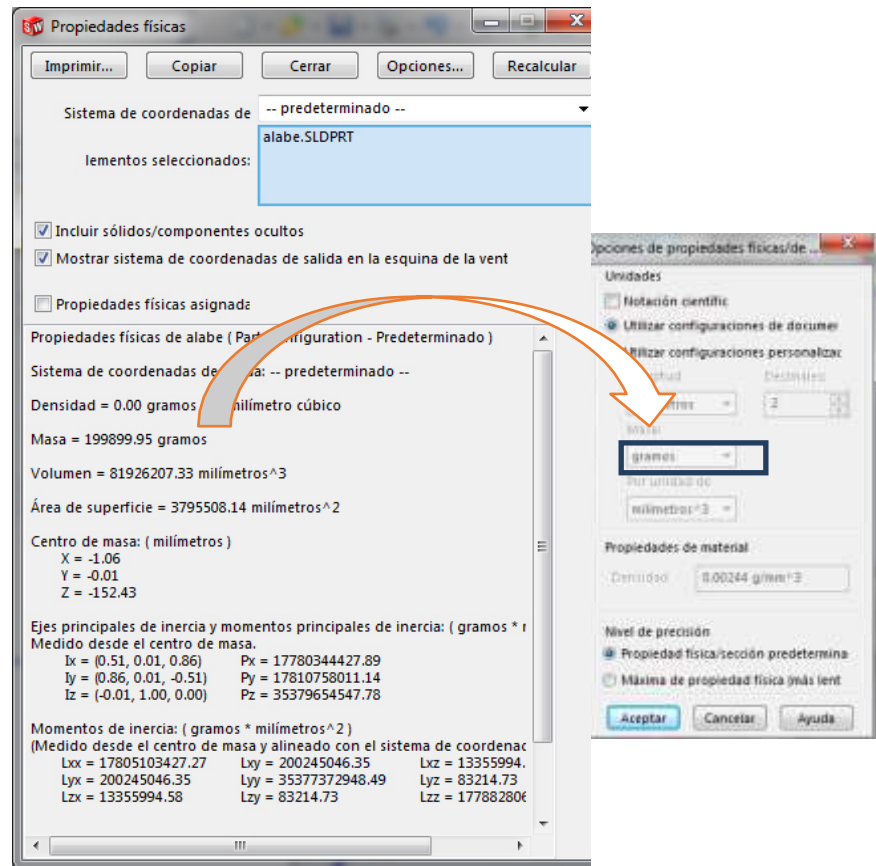 Propiedades físicas
Imprimir... Copiar Cerrar Opciones... Recalcular
Sistema de coordenadas de -- predeterminado --
lementos seleccionados: alabe.SLDPRT
Incluir sólidos/componentes ocultos
Mostrar sistema de coordenadas de salida en la esquina de la vent
Propiedades físicas asignada
Propiedades físicas de alabe ( Part Configuration - Predeterminado )
Sistema de coordenadas de -- predeterminado --
Densidad = 0.00 gramos milímetro cúbico
Masa = 199899.95 gramos
Volumen = 81926207.33 milímetros^3
Área de superficie = 3795508.14 milímetros^2
Centro de masa: ( milímetros )
X = -1.06
Y = -0.01
Z = -152.43
Ejes principales de inercia y momentos principales de inercia: ( gramos *
Medido desde el centro de masa.
Ix = (0.51, 0.01, 0.86) Px = 17780344427.89
Iy = (0.86, 0.01, -0.51) Py = 17810758011.14
Iz = (-0.01, 1.00, 0.00) Pz = 35379654547.78
Momentos de inercia: ( gramos * milímetros^2 )
(Medido desde el centro de masa y alineado con el sistema de coordenac
Lxx = 17805103427.27 Lxy = 200245046.35 Lxz = 13355994.
Lyx = 200245046.35 Lyy = 35377372948.49 Lyz = 83214.73
Lzx = 13355994.58 Lzy = 83214.73 Lzz = 177882806
Opciones de propiedades físicas/de ...
Unidades
Notación científic
Utilizar configuraciones de documer
Utilizar configuraciones personalizac
Decimales
2
gramos
Por unidad de
milímetros^3
Propiedades de material
Densidad 0.00244 g/mm^3
Nivel de precisión
Propiedad física/sección predetermina
Máxima de propiedad física (más lent
Aceptar Cancelar Ayuda